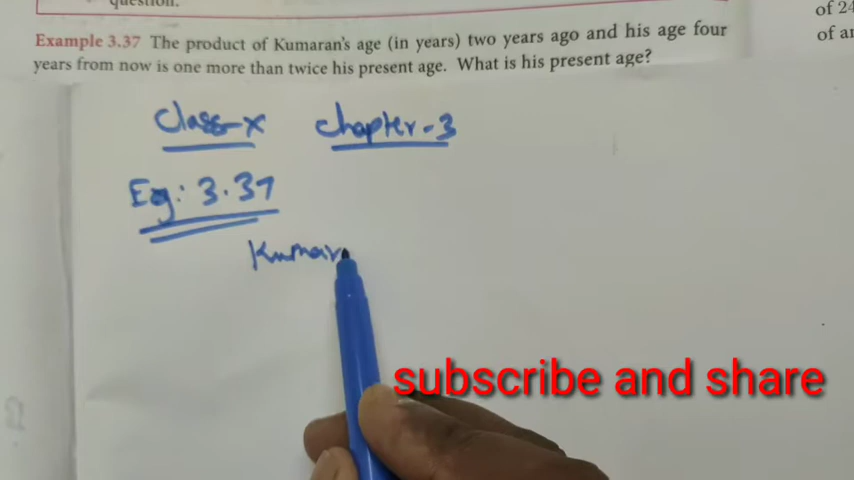 question.
of 24
Example 3.37 The product of Kumaran's age (in years) two years ago and his age four
of ar
years from now is one more than twice his present age. What is his present age?
Class-X Chapter-3
Eg: 3.37
Kumar
subscribe and share